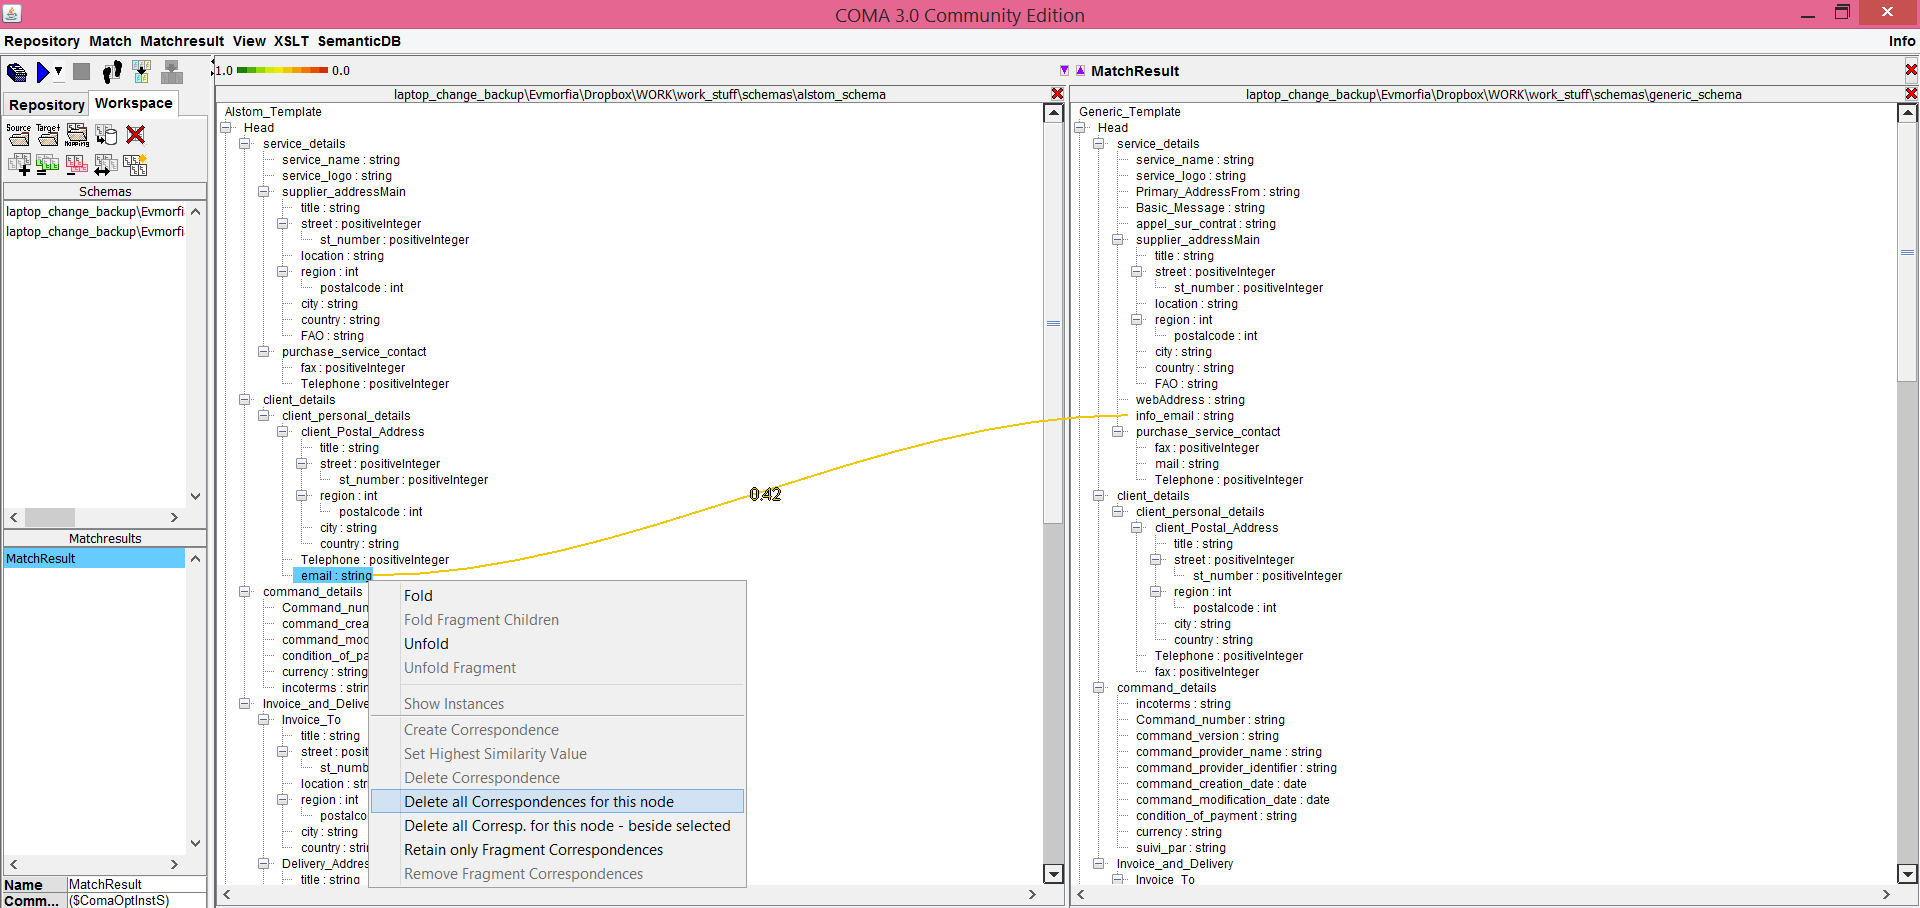 COMA 3.0 Community Edition
Repository Match Matchresult View XSLT SemanticDB Info
1.0 0.0
MatchResult
Repository Workspace
Source Target
Mapping
Schemas
laptop_change_backup\Evmorfi
laptop_change_backup\Evmorfi
Matchresults
MatchResult
Name MatchResult
Comm... ($ComaOptInstS)
laptop_change_backup\Evmorfia\Dropbox\WORK\work_stuff\schemas\alstom_schema
Alstom_Template
Head
service_details
service_name : string
service_logo : string
supplier_addressMain
title : string
street : positiveInteger
st_number : positiveInteger
location : string
region : int
postalcode : int
city : string
country : string
FAO : string
purchase_service_contact
fax : positiveInteger
Telephone : positiveInteger
client_details
client_personal_details
client_Postal_Address
title : string
street : positiveInteger
st_number : positiveInteger
region : int
postalcode : int
city : string
country : string
Telephone : positiveInteger
email : string
command_details
Command_num
command_crea
command_moc
condition_of_pa
currency : string
incoterms : strin
Invoice_and_Delive
Invoice_To
title : string
street : posit
st_numb
location : str
region : int
postalco
city : string
country : strin
Delivery_Addres
title : string
0.42
Fold
Fold Fragment Children
Unfold
Unfold Fragment
Show Instances
Create Correspondence
Set Highest Similarity Value
Delete Correspondence
Delete all Correspondences for this node
Delete all Corresp. for this node - beside selected
Retain only Fragment Correspondences
Remove Fragment Correspondences
laptop_change_backup\Evmorfia\Dropbox\WORK\work_stuff\schemas\generic_schema
Generic_Template
Head
service_details
service_name : string
service_logo : string
Primary_AddressFrom : string
Basic_Message : string
appel_sur_contrat : string
supplier_addressMain
title : string
street : positiveInteger
st_number : positiveInteger
location : string
region : int
postalcode : int
city : string
country : string
FAO : string
webAddress : string
info_email : string
purchase_service_contact
fax : positiveInteger
mail : string
Telephone : positiveInteger
client_details
client_personal_details
client_Postal_Address
title : string
street : positiveInteger
st_number : positiveInteger
region : int
postalcode : int
city : string
country : string
Telephone : positiveInteger
fax : positiveInteger
command_details
incoterms : string
Command_number : string
command_version : string
command_provider_name : string
command_provider_identifier : string
command_creation_date : date
command_modification_date : date
condition_of_payment : string
currency : string
suivi_par : string
Invoice_and_Delivery
Invoice_To